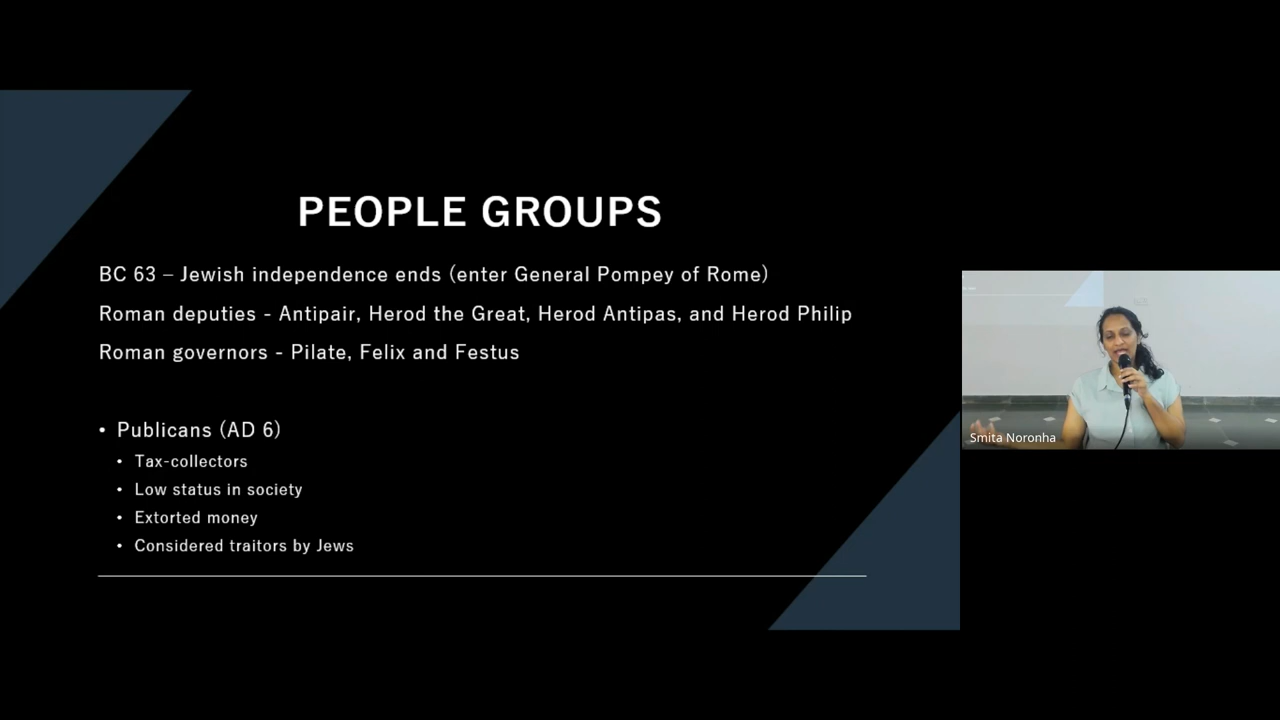 PEOPLE GROUPS
BC 63 – Jewish independence ends (enter General Pompey of Rome)
Roman deputies - Antipair, Herod the Great, Herod Antipas, and Herod Philip
Roman governors - Pilate, Felix and Festus
• Publicans (AD 6)
• Tax-collectors
• Low status in society
• Extorted money
• Considered traitors by Jews
Smita Noronha